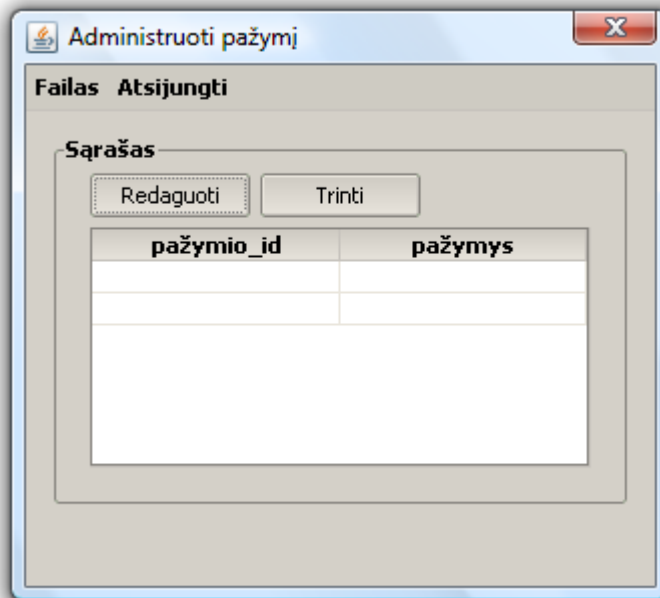 Administruoti pažymį
Failas Atsijungti
Sąrašas
Redaguoti Trinti
pažymio_id pažymys